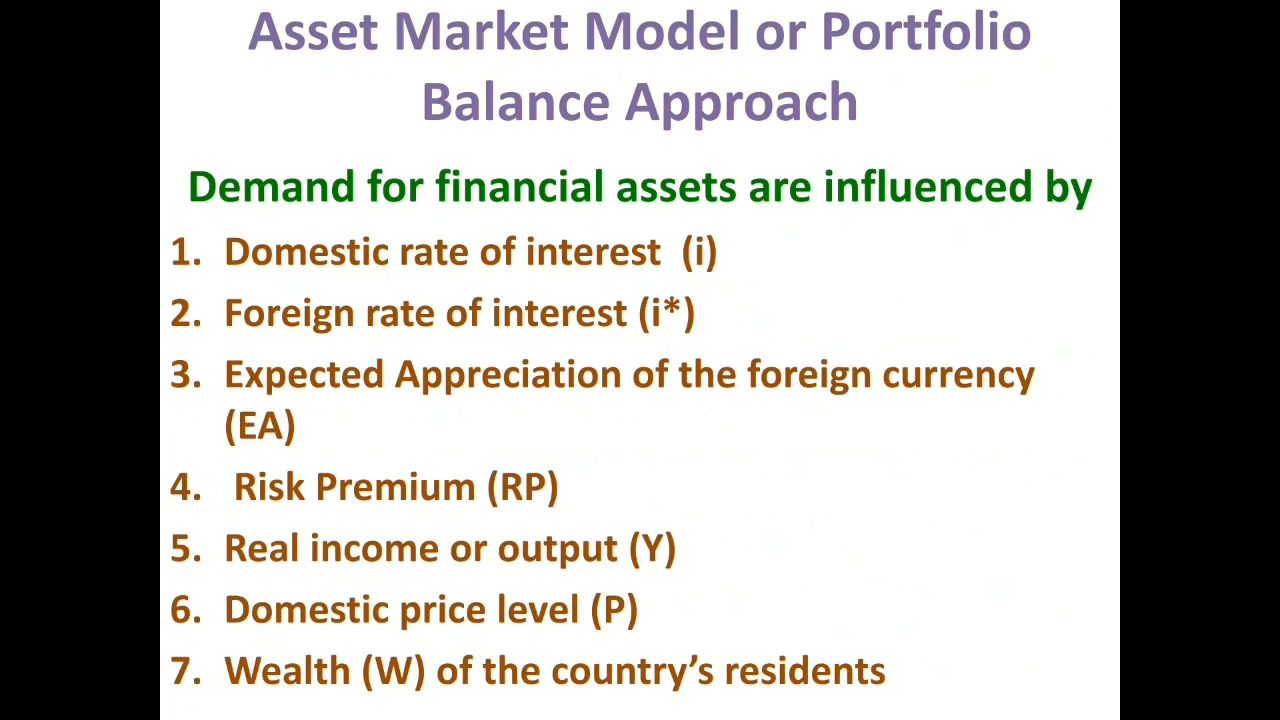 Asset Market Model or Portfolio
Balance Approach
Demand for financial assets are influenced by
1. Domestic rate of interest (i)
2. Foreign rate of interest (i*)
3. Expected Appreciation of the foreign currency
(EA)
4. Risk Premium (RP)
5. Real income or output (Y)
6. Domestic price level (P)
7. Wealth (W) of the country’s residents